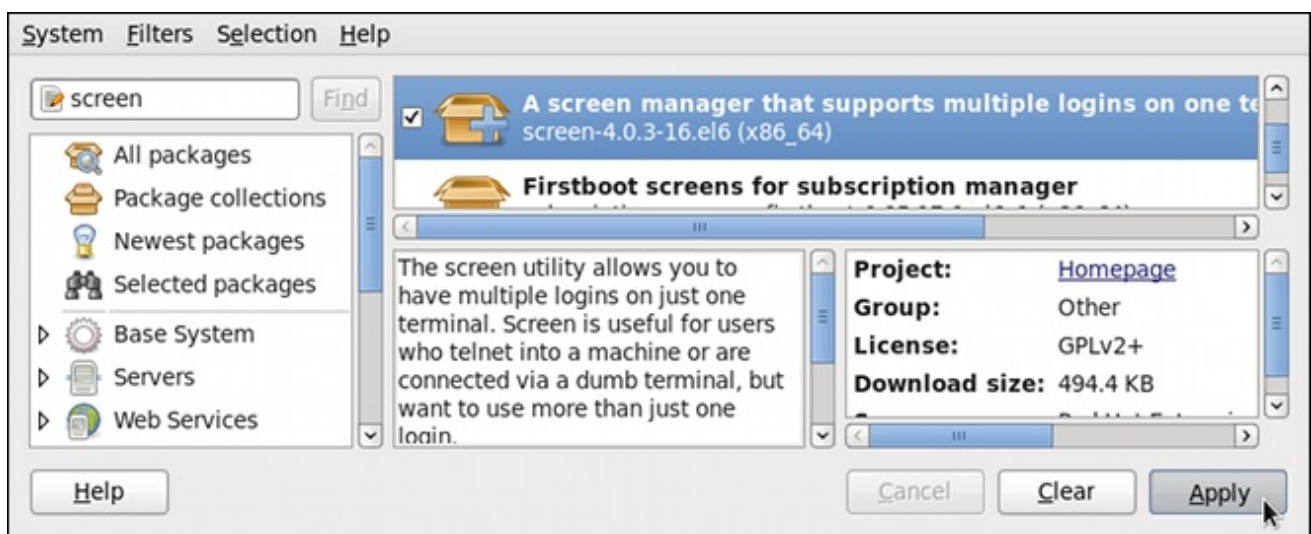 System Filters Selection Help
screen
Find
All packages
Package collections
Newest packages
Selected packages
Base System
Servers
Web Services
A screen manager that supports multiple logins on one te
screen-4.0.3-16.el6 (x86_64)
Firstboot screens for subscription manager
The screen utility allows you to
have multiple logins on just one
terminal. Screen is useful for users
who telnet into a machine or are
connected via a dumb terminal, but
want to use more than just one
login.
Project: Homepage
Group: Other
License: GPLv2+
Download size: 494.4 KB
Help
Cancel
Clear
Apply